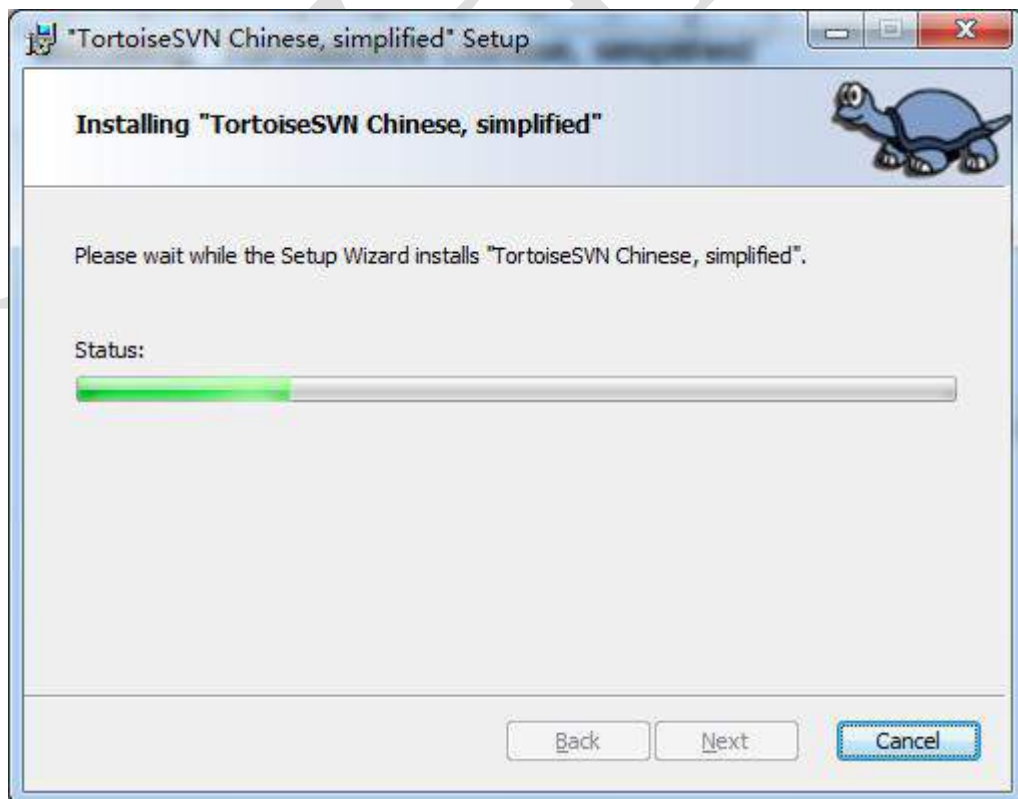 "TortoiseSVN Chinese, simplified" Setup
Installing "TortoiseSVN Chinese, simplified"
Please wait while the Setup Wizard installs "TortoiseSVN Chinese, simplified".
Status:
Back Next Cancel